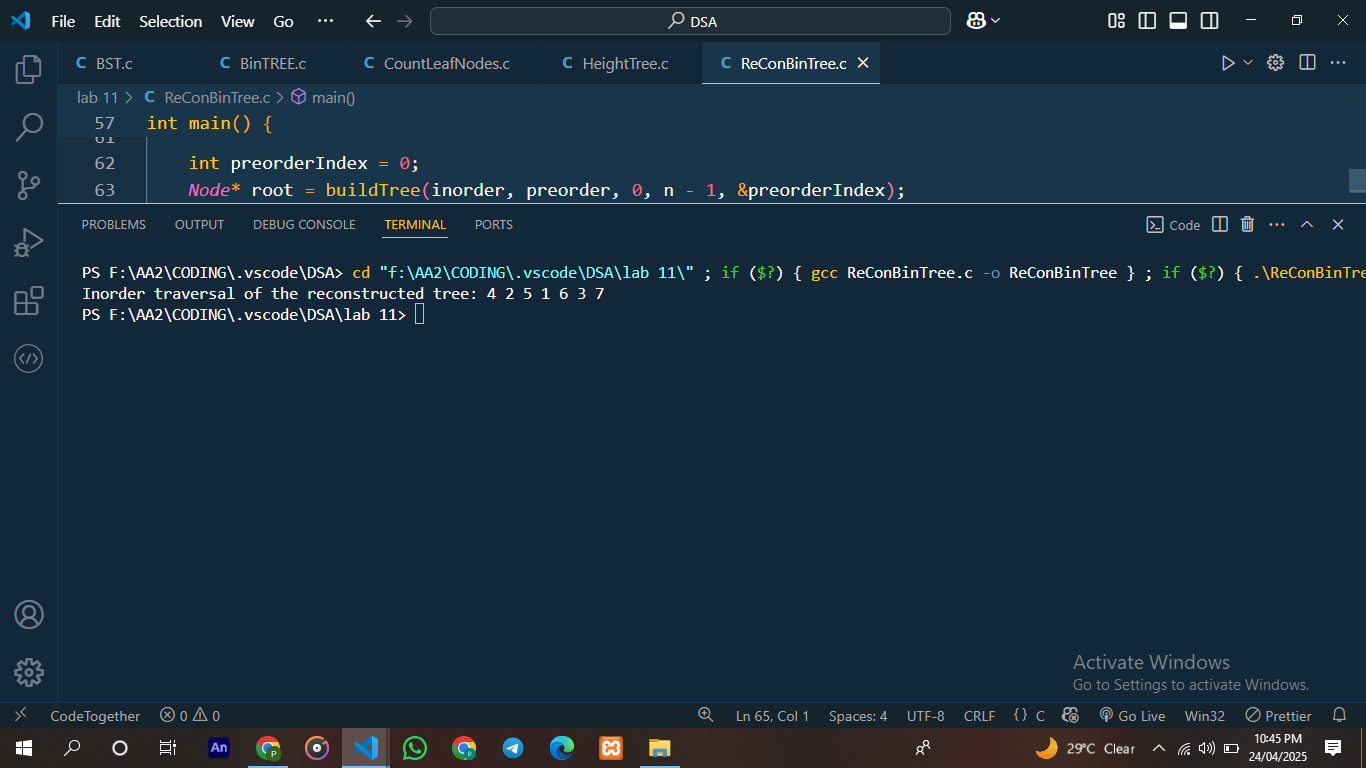 File Edit Selection View Go ··· DSA
BST.c BinTREE.c CountLeafNodes.c HeightTree.c ReConBinTree.c
lab 11 > C ReConBinTree.c > main()
57 int main() {
61
62 int preorderIndex = 0;
63 Node* root = buildTree(inorder, preorder, 0, n - 1, &preorderIndex);
PROBLEMS OUTPUT DEBUG CONSOLE TERMINAL PORTS Code
PS F:\AA2\CODING\.vscode\DSA> cd "f:\AA2\CODING\.vscode\DSA\lab 11\" ; if ($?) { gcc ReConBinTree.c -o ReConBinTree } ; if ($?) { .\ReConBinTre
Inorder traversal of the reconstructed tree: 4 2 5 1 6 3 7
PS F:\AA2\CODING\.vscode\DSA\lab 11>
Activate Windows
Go to Settings to activate Windows.
CodeTogether 0 0 Ln 65, Col 1 Spaces: 4 UTF-8 CRLF {} C Go Live Win32 Prettier
An P 29°C Clear 10:45 PM
24/04/2025